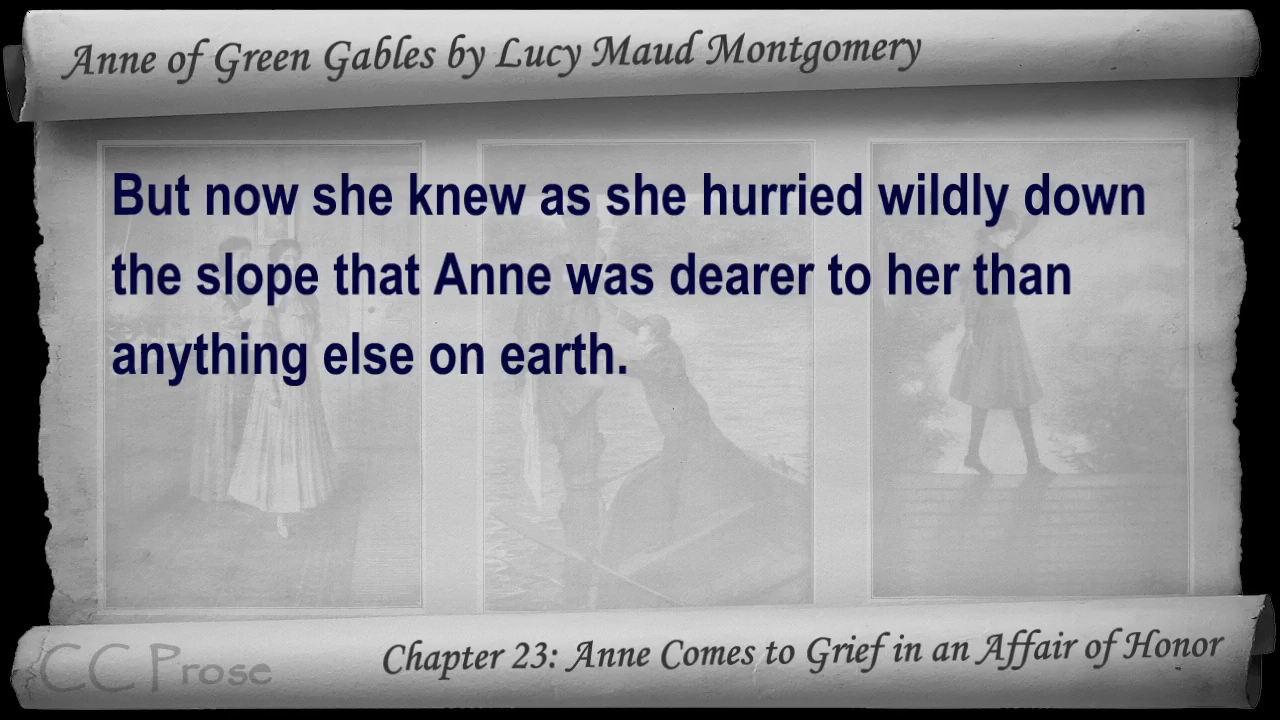 Anne of Green Gables by Lucy Maud Montgomery
But now she knew as she hurried wildly down
the slope that Anne was dearer to her than
anything else on earth.
CC Prose
Chapter 23: Anne Comes to Grief in an Affair of Honor